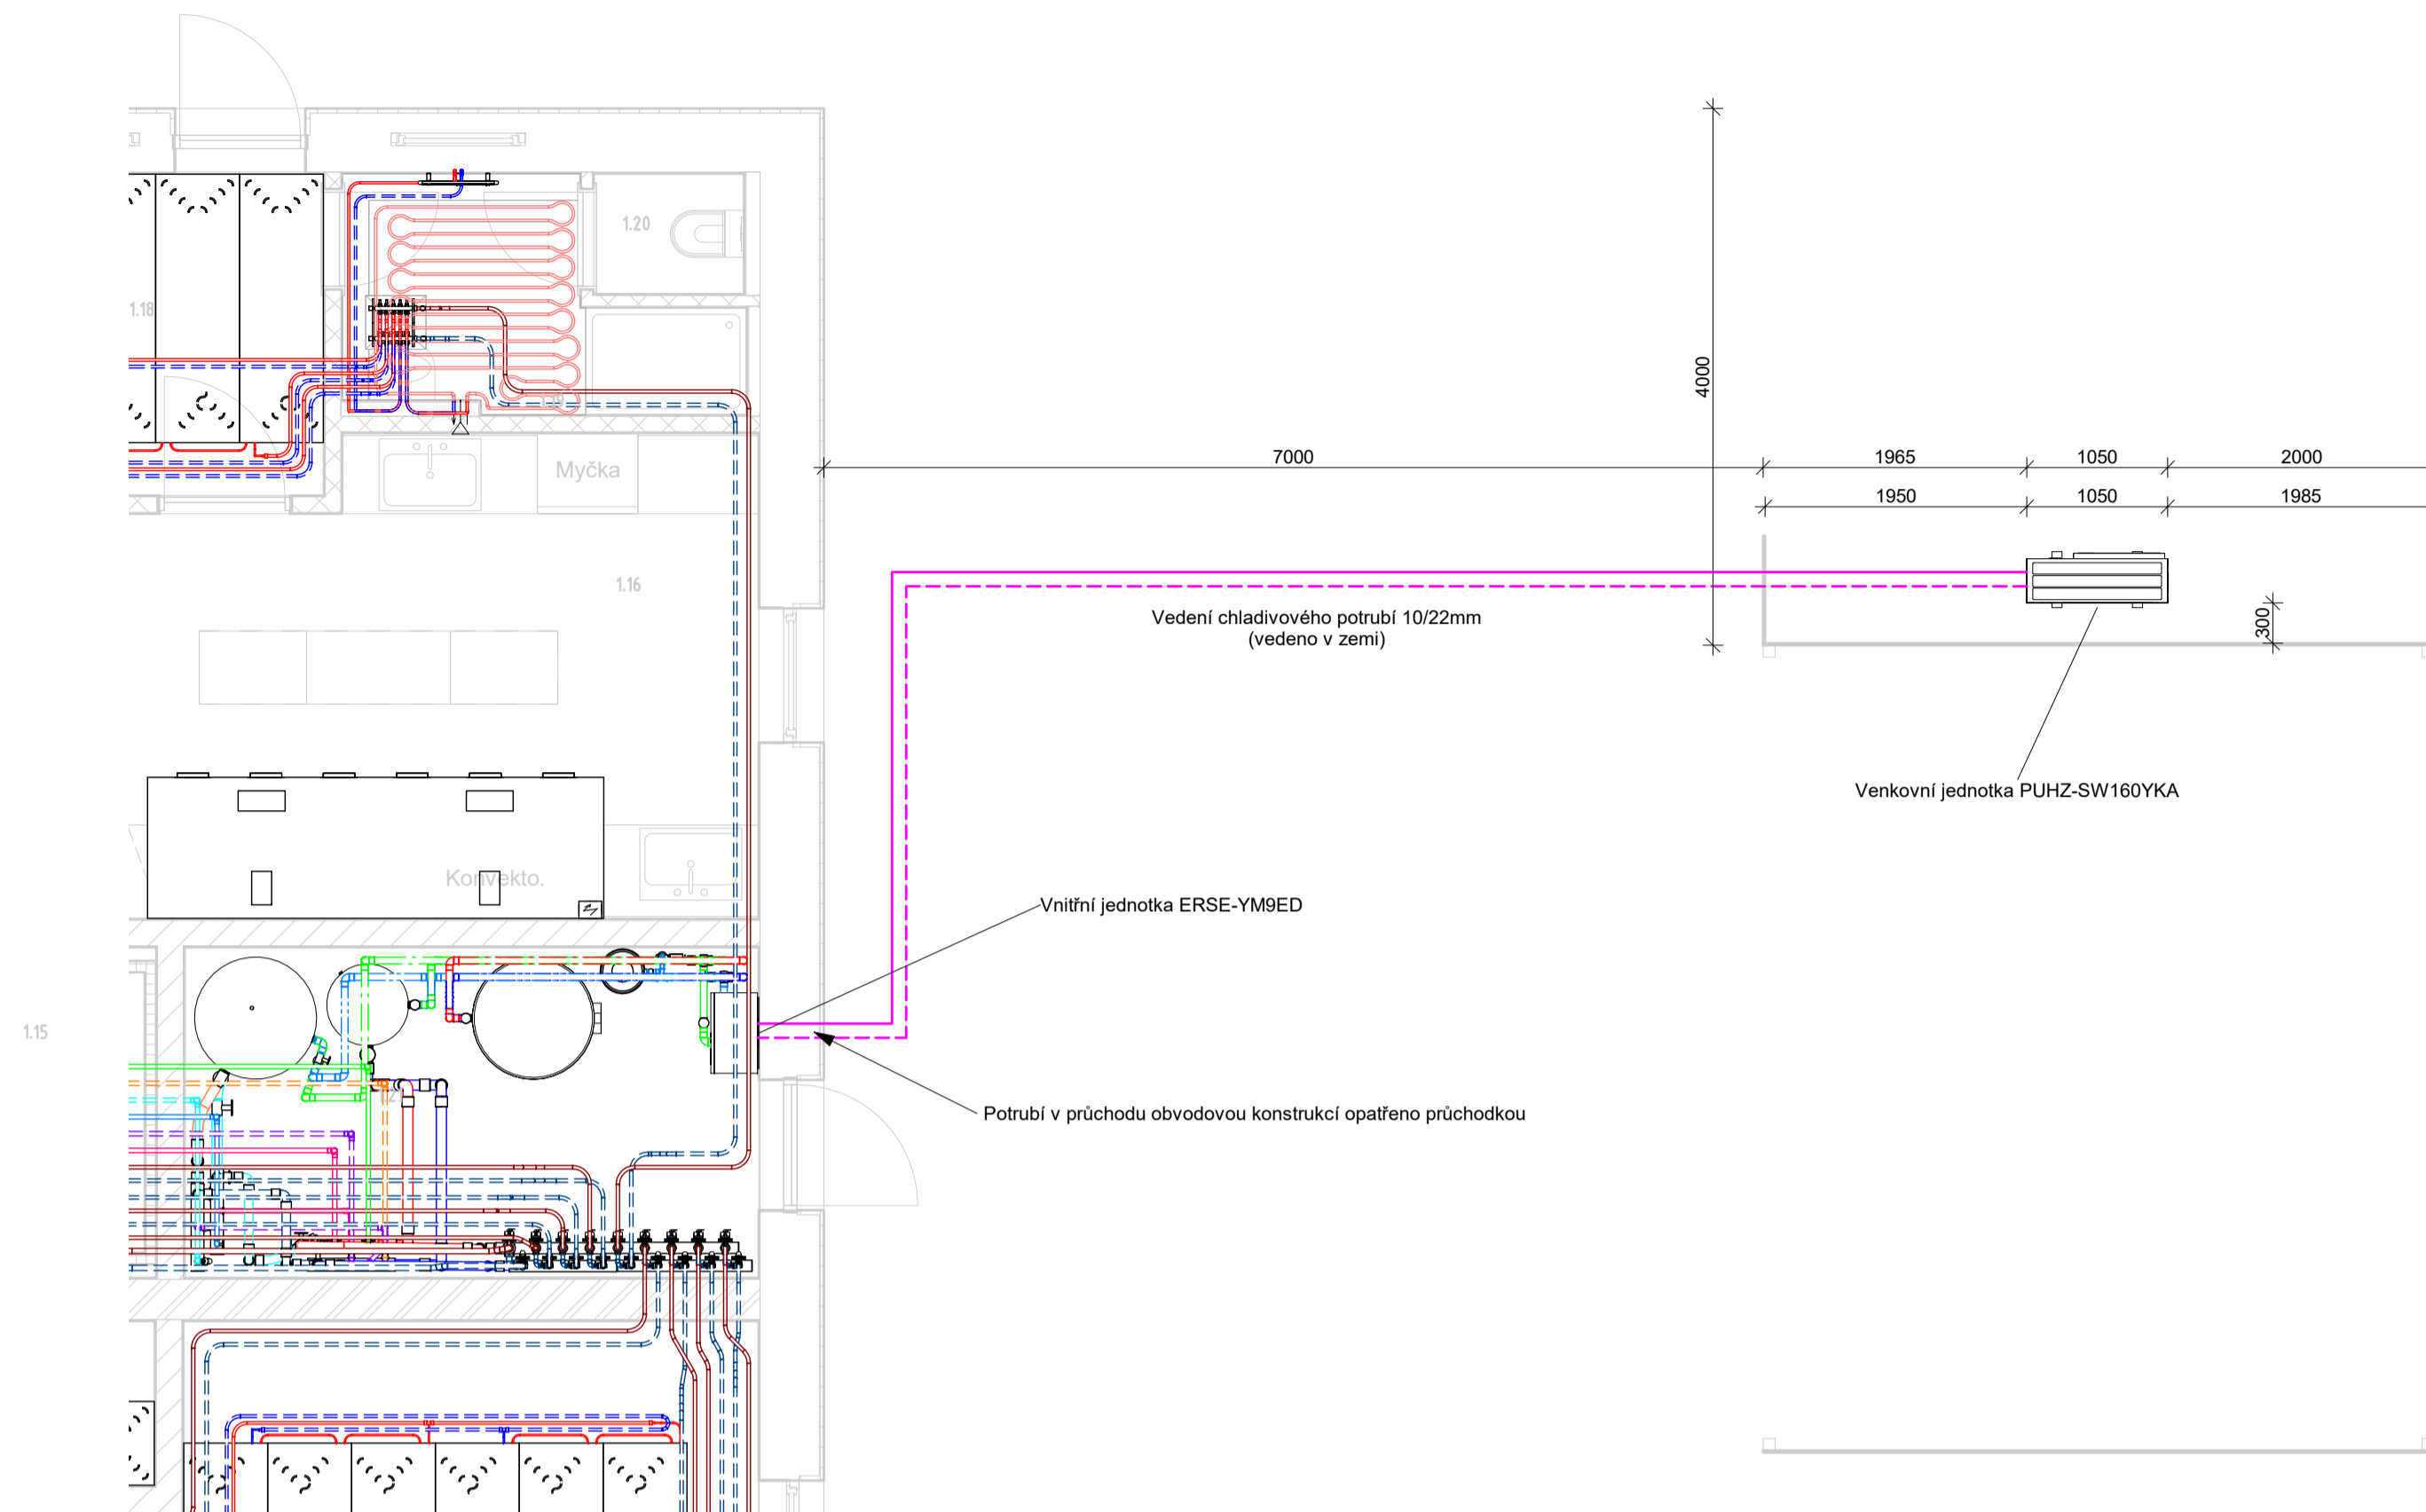 1.20
1.18
4000
7000
1965
1050
2000
Myčka
1950
1050
1985
1.16
Vedení chladivového potrubí 10/22mm
(vedeno v zemi)
300
Venkovní jednotka PUHZ-SW160YKA
Konvekto.
Vnitřní jednotka ERSE-YM9ED
1.15
Potrubí v průchodu obvodovou konstrukcí opatřeno průchodkou